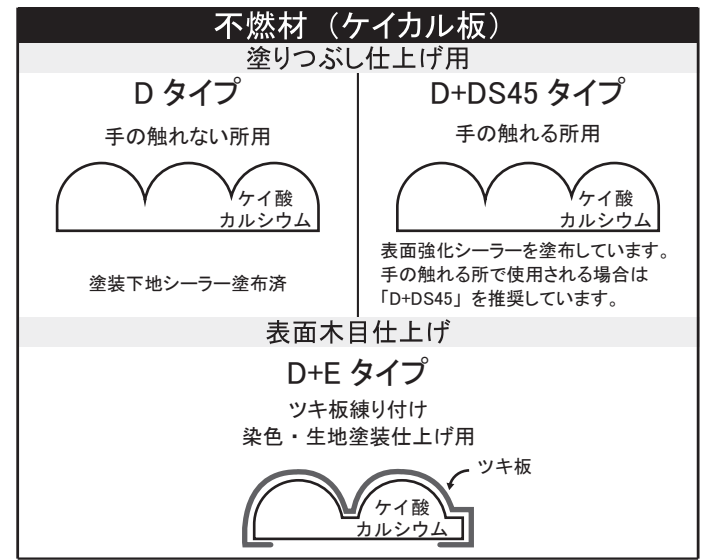 不燃材（ケイカル板）
塗りつぶし仕上げ用
D タイプ
手の触れない所用
ケイ酸
カルシウム
塗装下地シーラー塗布済
D+DS45 タイプ
手の触れる所用
ケイ酸
カルシウム
表面強化シーラーを塗布しています。
手の触れる所で使用される場合は
「D+DS45」を推奨しています。
表面木目仕上げ
D+E タイプ
ツキ板練り付け
染色・生地塗装仕上げ用
ツキ板
ケイ酸
カルシウム